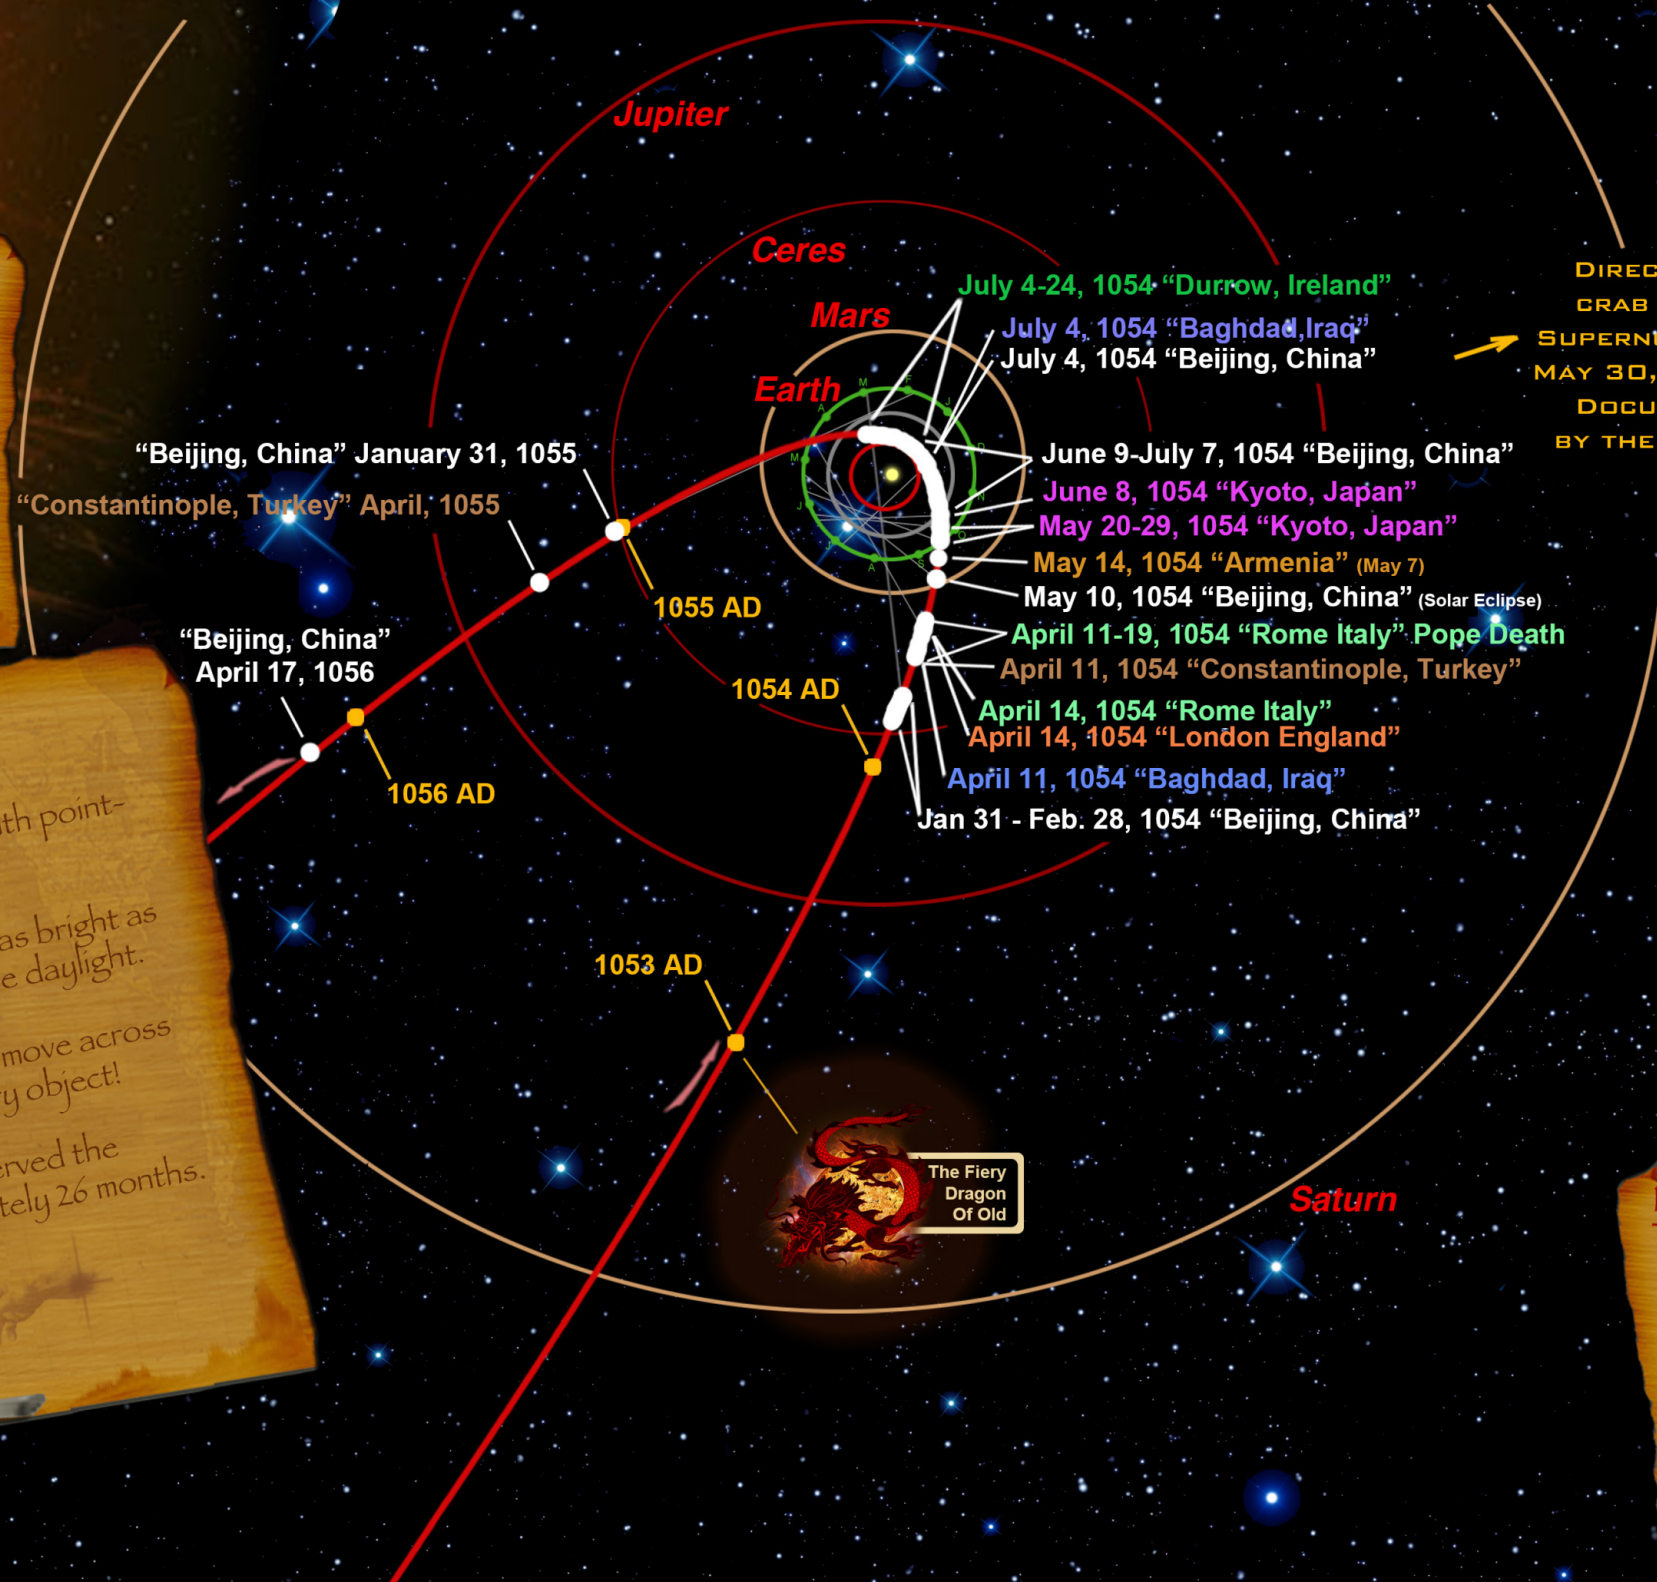 Jupiter
Ceres
Mars
Earth
July 4-24, 1054 “Durrow, Ireland”
July 4, 1054 “Baghdad,Iraq”
July 4, 1054 “Beijing, China”
DIREC
CRAB
SUPERN
MAY 30,
DOCU
BY THE
M
F
J
D
N
O
S
A
J
M
A
“Beijing, China” January 31, 1055
“Constantinople, Turkey” April, 1055
June 9-July 7, 1054 “Beijing, China”
June 8, 1054 “Kyoto, Japan”
May 20-29, 1054 “Kyoto, Japan”
May 14, 1054 “Armenia” (May 7)
May 10, 1054 “Beijing, China” (Solar Eclipse)
April 11-19, 1054 “Rome Italy” Pope Death
April 11, 1054 “Constantinople, Turkey”
April 14, 1054 “Rome Italy”
April 14, 1054 “London England”
April 11, 1054 “Baghdad, Iraq”
Jan 31 - Feb. 28, 1054 “Beijing, China”
1055 AD
“Beijing, China”
April 17, 1056
1054 AD
1056 AD
1053 AD
The Fiery
Dragon
Of Old
Saturn
th point-
as bright as
e daylight.
move across
y object!
erved the
tely 26 months.